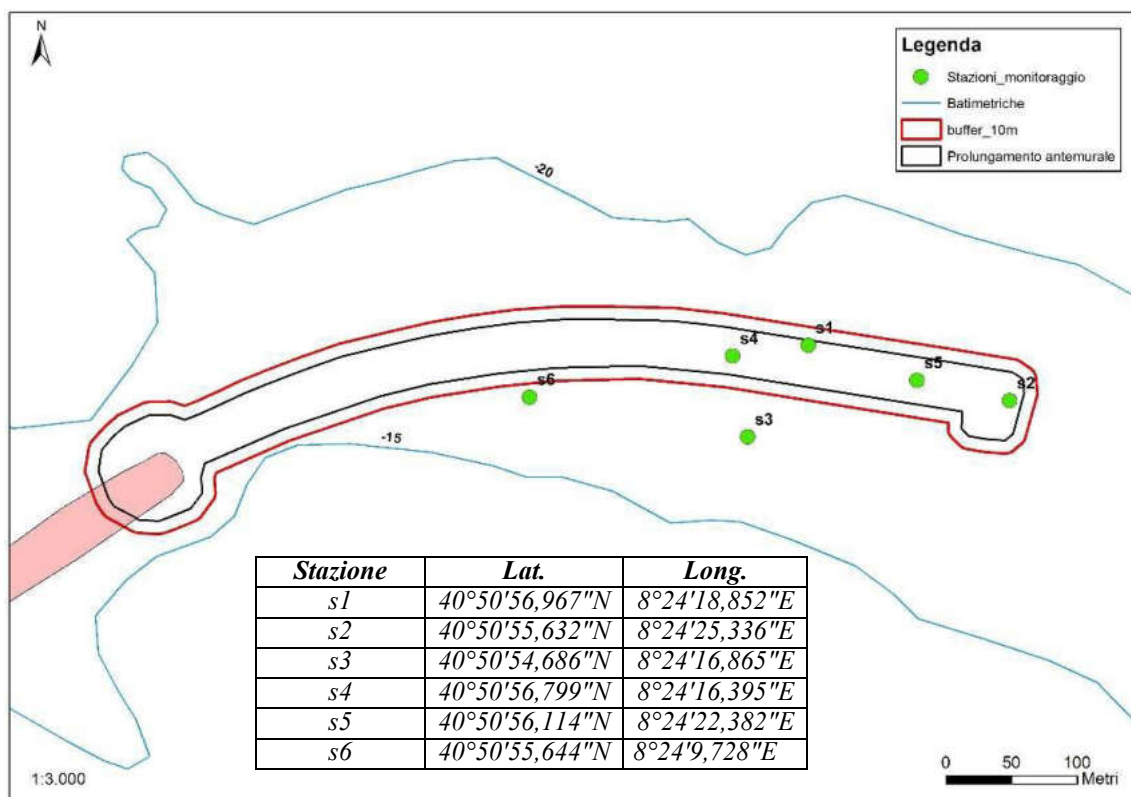 N
Legenda
Stazioni_monitoraggio
Batimetriche
buffer_10m
Prolungamento antemurale
-20
s1
s4
s5
s2
s6
s3
-15
Stazione Lat. Long.
s1 40°50'56,967"N 8°24'18,852"E
s2 40°50'55,632"N 8°24'25,336"E
s3 40°50'54,686"N 8°24'16,865"E
s4 40°50'56,799"N 8°24'16,395"E
s5 40°50'56,114"N 8°24'22,382"E
s6 40°50'55,644"N 8°24'9,728"E
1:3.000
0 50 100
Metri